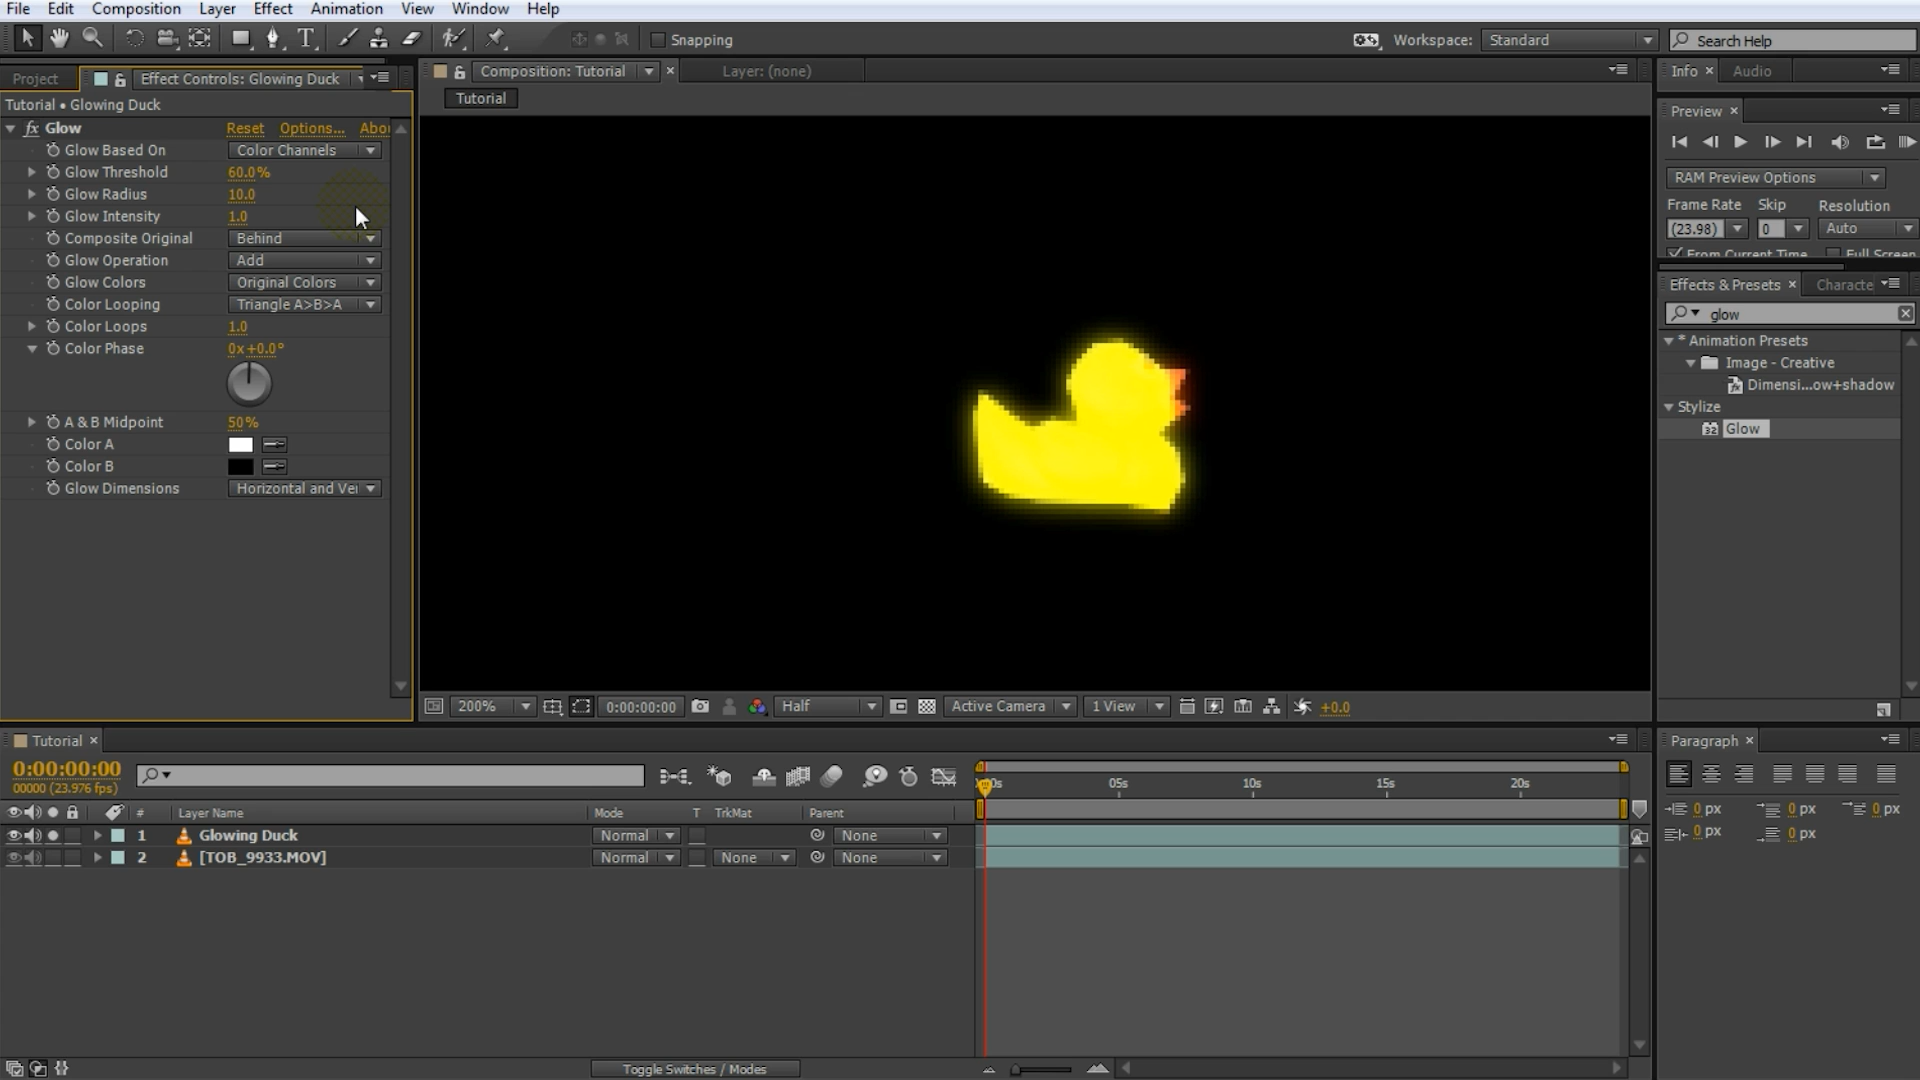 File Edit Composition Layer Effect Animation View Window Help
Snapping
Workspace: Standard
Search Help
Project
Effect Controls: Glowing Duck
Composition: Tutorial
Layer: (none)
Info
Audio
Tutorial
Tutorial • Glowing Duck
fx Glow Reset Options...
Glow Based On Color Channels
Glow Threshold 60.0%
Glow Radius 10.0
Glow Intensity 1.0
Composite Original Behind
Glow Operation Add
Glow Colors Original Colors
Color Looping Triangle A>B>A
Color Loops 1.0
Color Phase 0x+0.0°
A & B Midpoint 50%
Color A
Color B
Glow Dimensions Horizontal and Ver
Preview
RAM Preview Options
Frame Rate Skip Resolution
(23.98) 0 Auto
From Current Time Full Screen
Effects & Presets
Characte
glow
* Animation Presets
Image - Creative
Dimensi...ow+shadow
Stylize
32 Glow
200% 0:00:00:00 Half Active Camera 1 View +0.0
Tutorial
0:00:00:00
00000 (23.976 fps)
05s 10s 15s 20s
# Layer Name Mode T TrkMat Parent
1 Glowing Duck Normal None
2 [TOB_9933.MOV] Normal None None
Toggle Switches / Modes
Paragraph
0 px 0 px 0 px
0 px 0 px